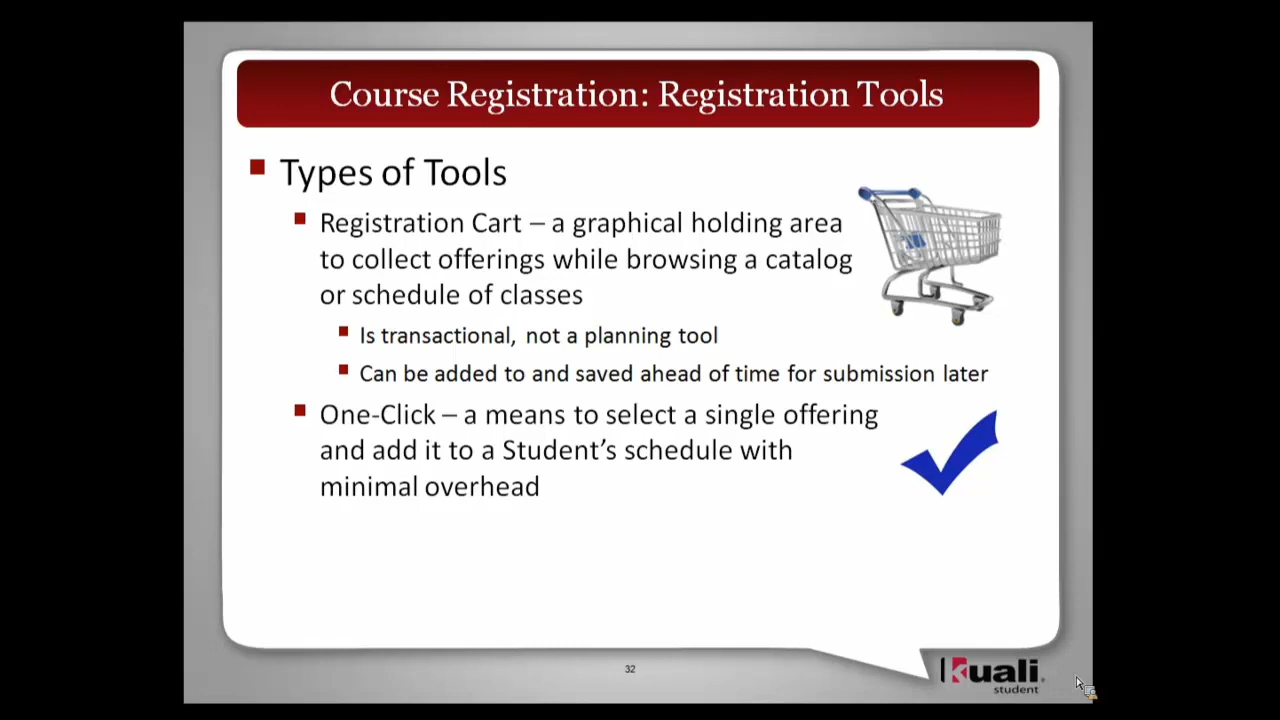 Course Registration: Registration Tools
Types of Tools
Registration Cart – a graphical holding area
to collect offerings while browsing a catalog
or schedule of classes
Is transactional, not a planning tool
Can be added to and saved ahead of time for submission later
One-Click – a means to select a single offering
and add it to a Student’s schedule with
minimal overhead
32
kuali
student